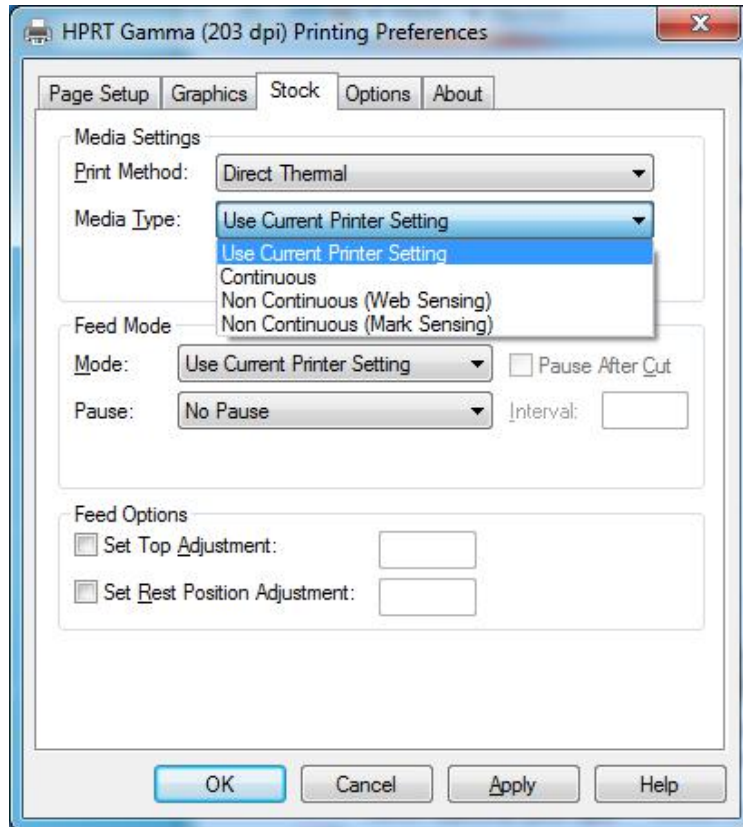 HPRT Gamma (203 dpi) Printing Preferences
Page Setup Graphics Stock Options About
Media Settings
Print Method: Direct Thermal
Media Type: Use Current Printer Setting
Use Current Printer Setting
Continuous
Non Continuous (Web Sensing)
Non Continuous (Mark Sensing)
Feed Mode
Mode: Use Current Printer Setting Pause After Cut
Pause: No Pause Interval:
Feed Options
Set Top Adjustment:
Set Rest Position Adjustment:
OK Cancel Apply Help